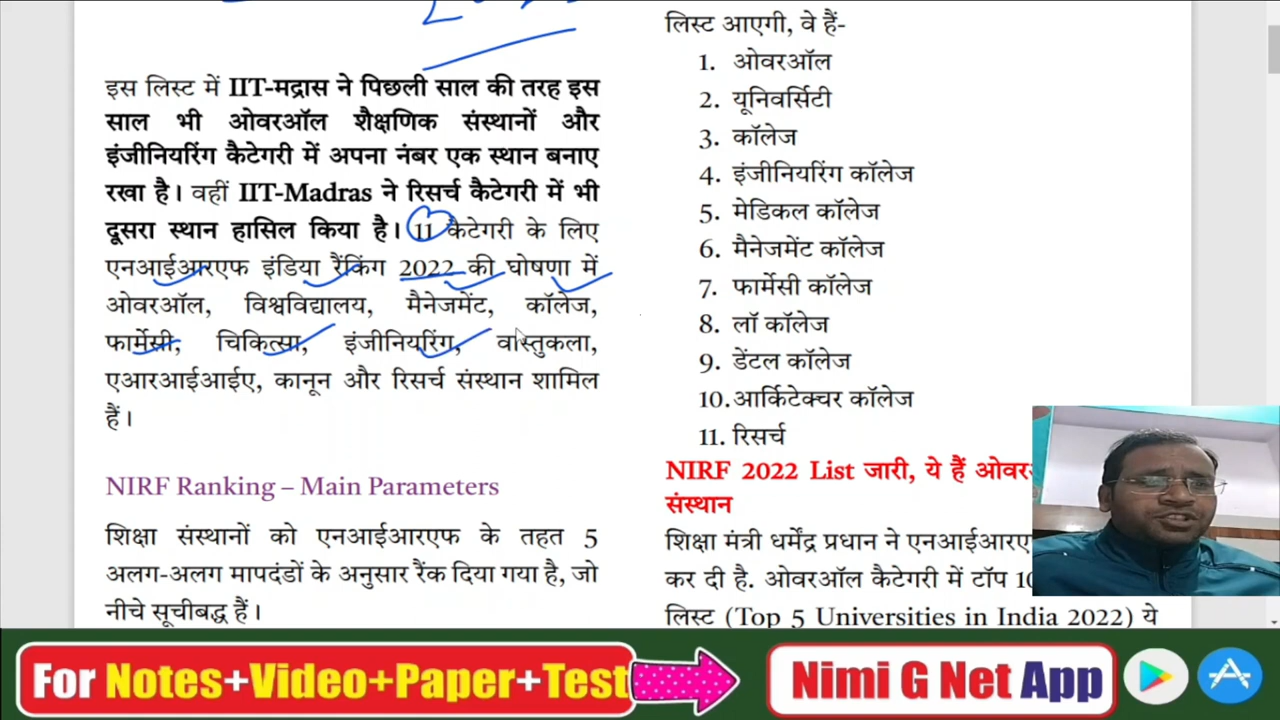 इस लिस्ट में IIT-मद्रास ने पिछली साल की तरह इस
साल भी ओवरऑल शैक्षणिक संस्थानों और
इंजीनियरिंग कैटेगरी में अपना नंबर एक स्थान बनाए
रखा है। वहीं IIT-Madras ने रिसर्च कैटेगरी में भी
दूसरा स्थान हासिल किया है। 11 कैटेगरी के लिए
एनआईआरएफ इंडिया रैंकिंग 2022 की घोषणा में
ओवरऑल, विश्वविद्यालय, मैनेजमेंट, कॉलेज,
फार्मेसी, चिकित्सा, इंजीनियरिंग, वास्तुकला,
एआरआईआईए, कानून और रिसर्च संस्थान शामिल
हैं।
NIRF Ranking – Main Parameters
शिक्षा संस्थानों को एनआईआरएफ के तहत 5
अलग-अलग मापदंडों के अनुसार रैंक दिया गया है, जो
नीचे सूचीबद्ध हैं।
लिस्ट आएगी, वे हैं-
1. ओवरऑल
2. यूनिवर्सिटी
3. कॉलेज
4. इंजीनियरिंग कॉलेज
5. मेडिकल कॉलेज
6. मैनेजमेंट कॉलेज
7. फार्मेसी कॉलेज
8. लॉ कॉलेज
9. डेंटल कॉलेज
10. आर्किटेक्चर कॉलेज
11. रिसर्च
NIRF 2022 List जारी, ये हैं
संस्थान
शिक्षा मंत्री धर्मेंद्र प्रधान ने
कर दी है. ओवरऑल कैटेगरी में टॉप
लिस्ट (Top 5 Universities in India 2022) ये
For Notes+Video+Paper+Test
Nimi G Net App